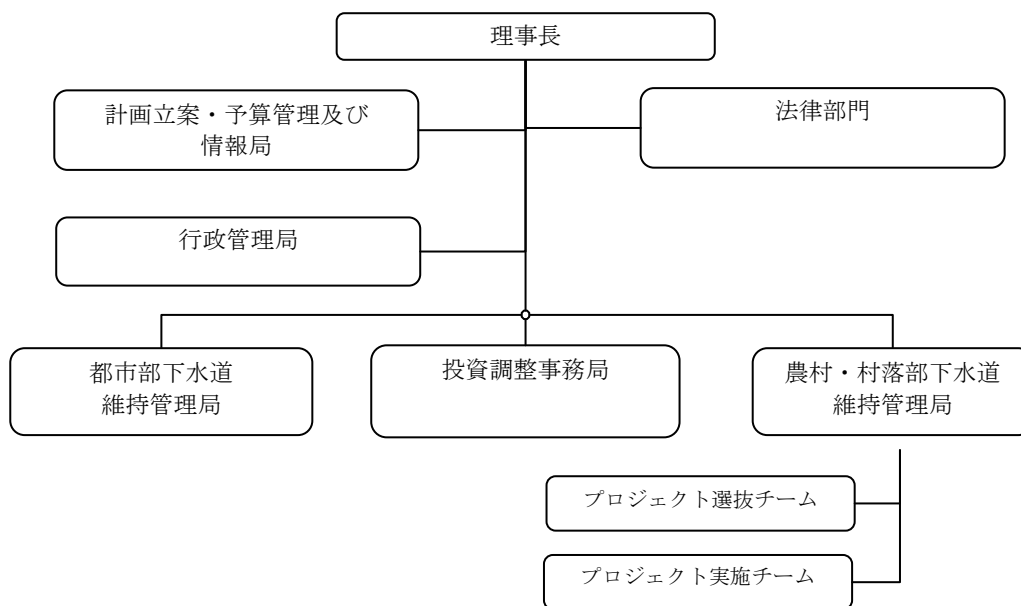 理事長
計画立案・予算管理及び
情報局
法律部門
行政管理局
都市部下水道
維持管理局
投資調整事務局
農村・村落部下水道
維持管理局
プロジェクト選抜チーム
プロジェクト実施チーム